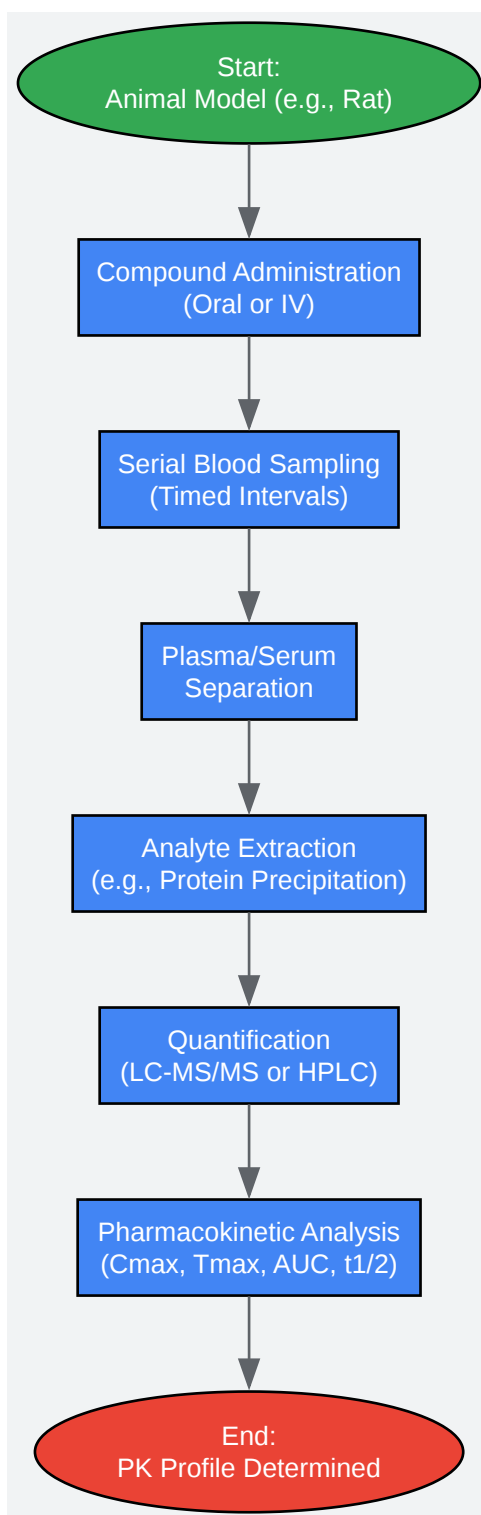 Start:
Animal Model (e.g., Rat)
Compound Administration
(Oral or IV)
Serial Blood Sampling
(Timed Intervals)
Plasma/Serum
Separation
Analyte Extraction
(e.g., Protein Precipitation)
Quantification
(LC-MS/MS or HPLC)
Pharmacokinetic Analysis
(Cmax, Tmax, AUC, t1/2)
End:
PK Profile Determined